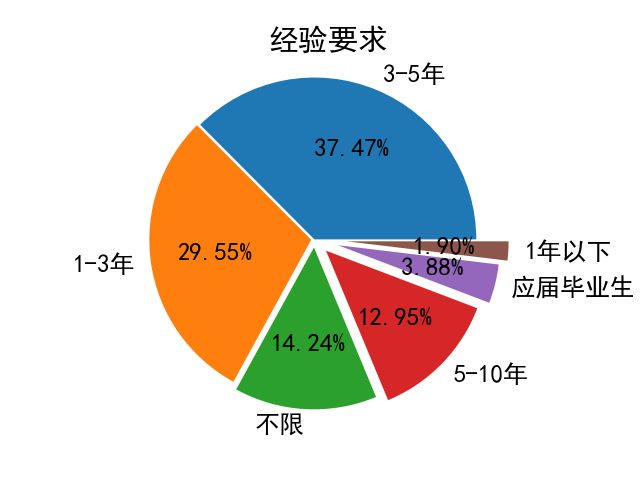 经验要求
3-5年
37.47%
1-3年
29.55%
1.90%
1年以下
3.88%
应届毕业生
12.95%
14.24%
5-10年
不限